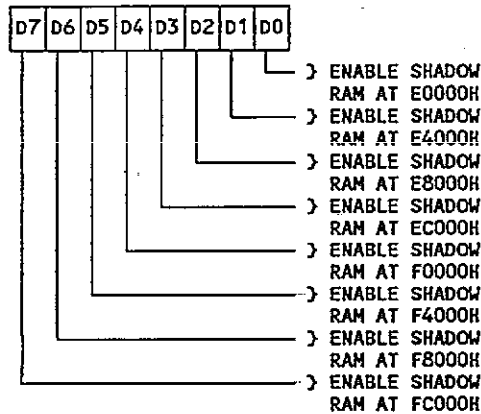 D7 D6 D5 D4 D3 D2 D1 D0
} ENABLE SHADOW
RAM AT E0000H
} ENABLE SHADOW
RAM AT E4000H
} ENABLE SHADOW
RAM AT E8000H
} ENABLE SHADOW
RAM AT EC000H
} ENABLE SHADOW
RAM AT F0000H
} ENABLE SHADOW
RAM AT F4000H
} ENABLE SHADOW
RAM AT F8000H
} ENABLE SHADOW
RAM AT FC000H